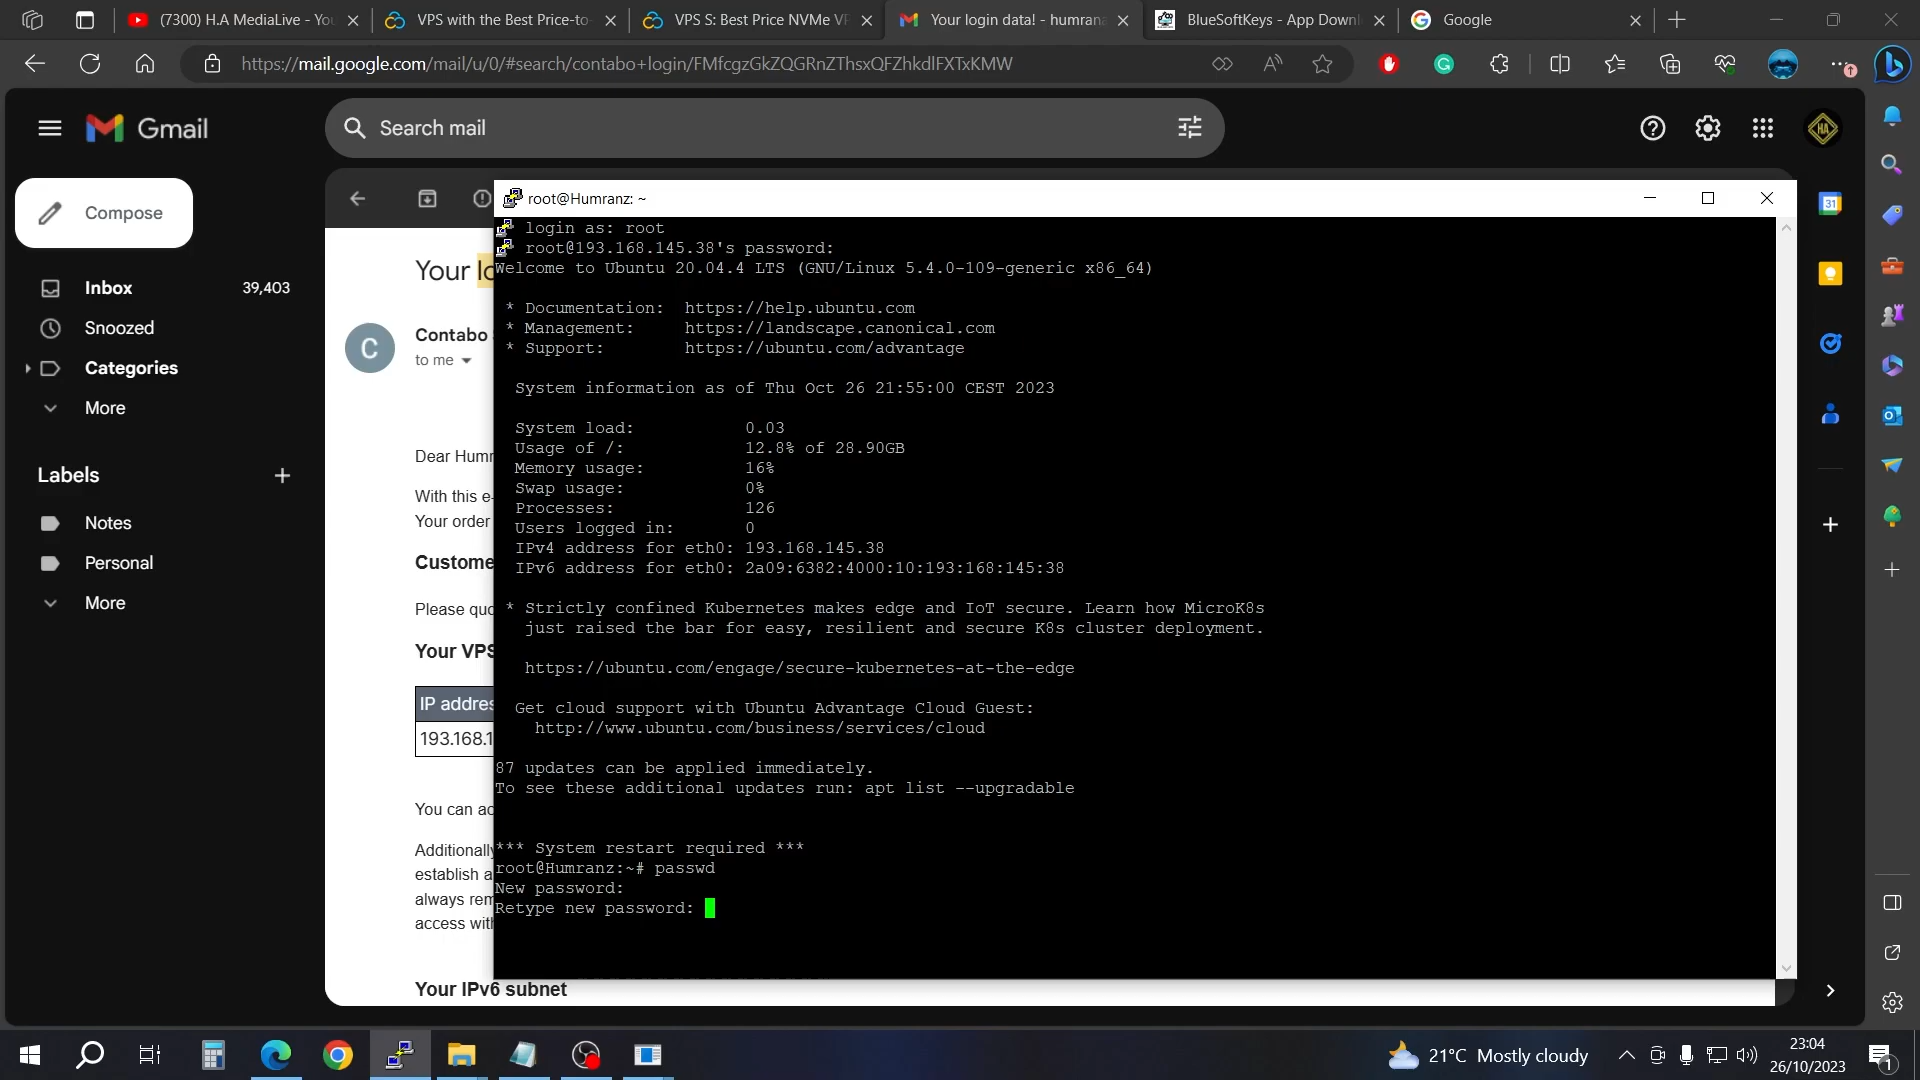 (7300) H.A MediaLive - You
VPS with the Best Price-to-
VPS S: Best Price NVMe VP
Your login data! - humrana
BlueSoftKeys - App Downl
Google
https://mail.google.com/mail/u/0/#search/contabo+login/FMfcgzGkZQGRnZThsxQFZhkdlFXTxKMW
Gmail
Search mail
Compose
Inbox 39,403
Snoozed
Categories
More
Labels
Notes
Personal
More
Your lo
Contabo
C
to me
Dear Humr
With this e-
Your order
Custome
Please quo
Your VPS
IP addres
193.168.1
You can ac
Additionally
establish a
always rem
access with
Your IPv6 subnet
root@Humranz: ~
login as: root
root@193.168.145.38's password:
Welcome to Ubuntu 20.04.4 LTS (GNU/Linux 5.4.0-109-generic x86_64)
* Documentation: https://help.ubuntu.com
* Management: https://landscape.canonical.com
* Support: https://ubuntu.com/advantage
System information as of Thu Oct 26 21:55:00 CEST 2023
System load: 0.03
Usage of /: 12.8% of 28.90GB
Memory usage: 16%
Swap usage: 0%
Processes: 126
Users logged in: 0
IPv4 address for eth0: 193.168.145.38
IPv6 address for eth0: 2a09:6382:4000:10:193:168:145:38
* Strictly confined Kubernetes makes edge and IoT secure. Learn how MicroK8s
just raised the bar for easy, resilient and secure K8s cluster deployment.
https://ubuntu.com/engage/secure-kubernetes-at-the-edge
Get cloud support with Ubuntu Advantage Cloud Guest:
http://www.ubuntu.com/business/services/cloud
87 updates can be applied immediately.
To see these additional updates run: apt list --upgradable
*** System restart required ***
root@Humranz:~# passwd
New password:
Retype new password:
31
HA
21°C Mostly cloudy
23:04
26/10/2023
1